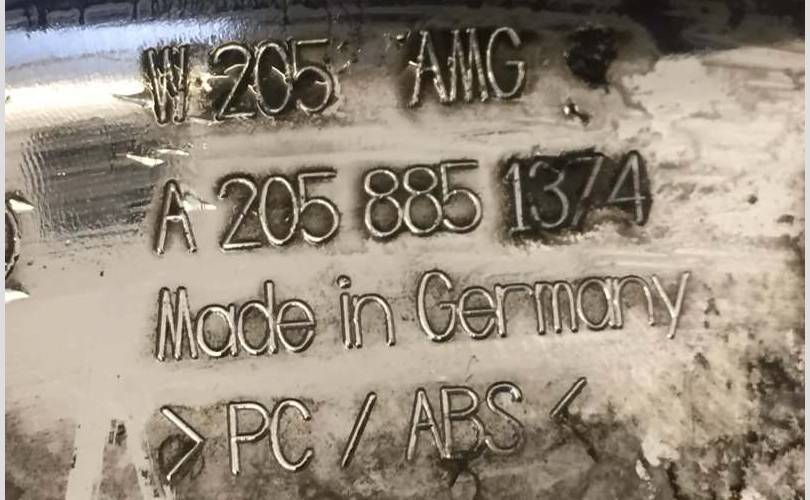 W 205 AMG
A 205 885 1374
Made in Germany
>PC / ABS<